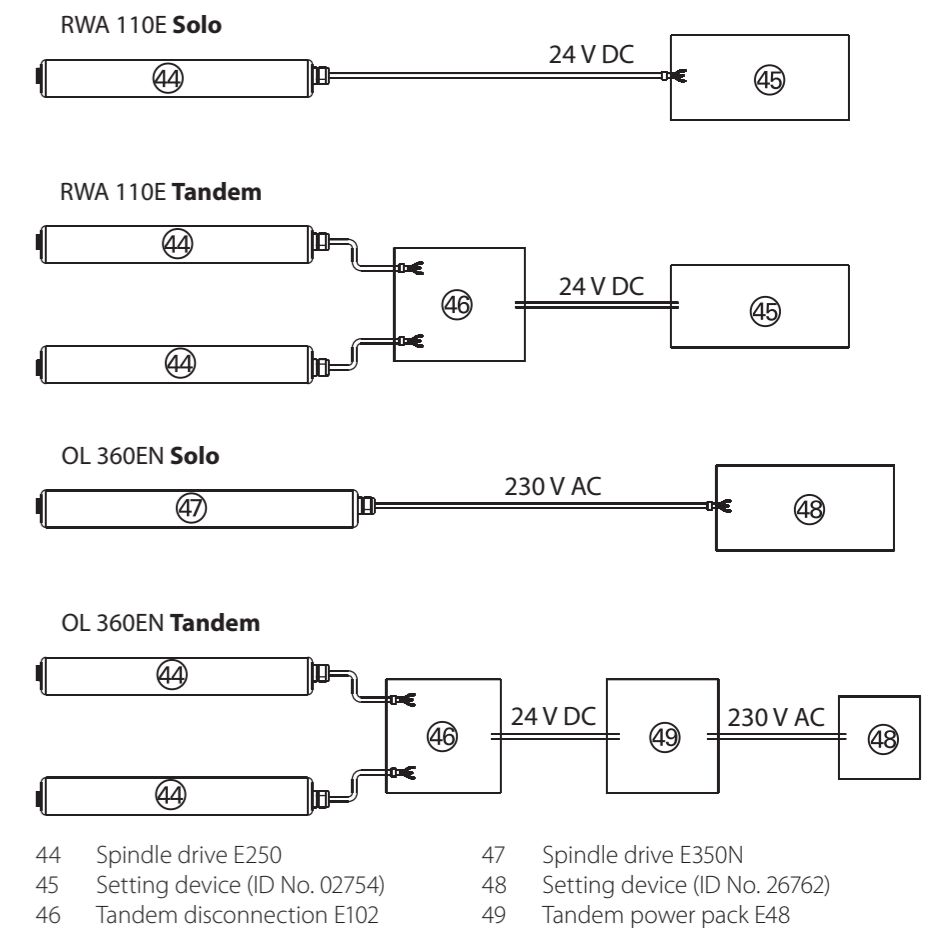 RWA 110E Solo
24 V DC
44
45
RWA 110E Tandem
44
24 V DC
46
45
44
OL 360EN Solo
230 V AC
47
48
OL 360EN Tandem
44
24 V DC
230 V AC
46
49
48
44
44 Spindle drive E250
45 Setting device (ID No. 02754)
46 Tandem disconnection E102
47 Spindle drive E350N
48 Setting device (ID No. 26762)
49 Tandem power pack E48